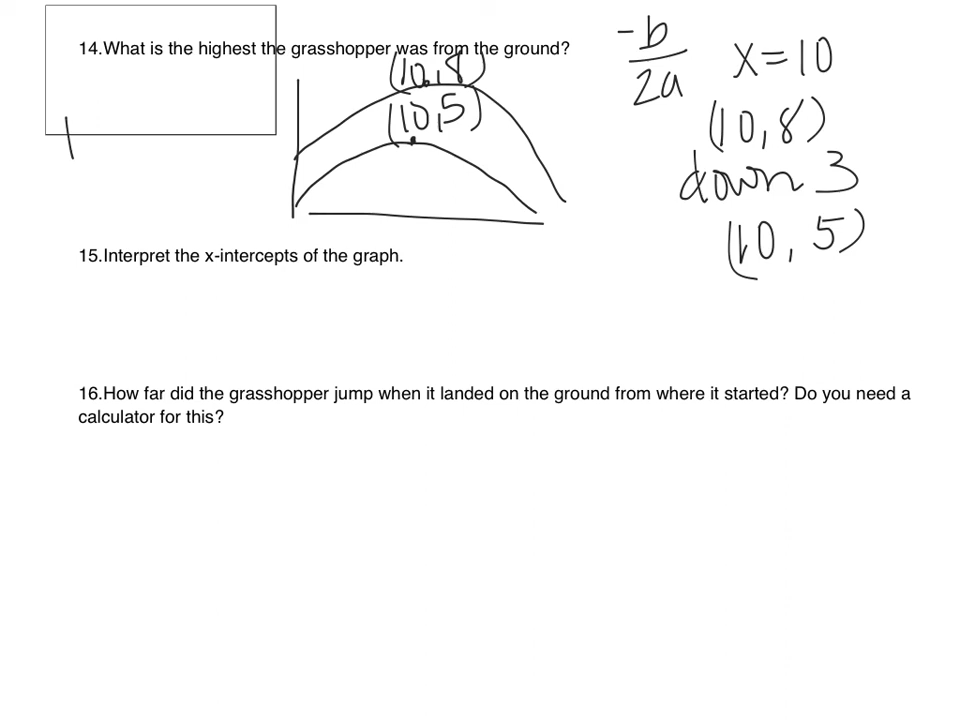 14.What is the highest the grasshopper was from the ground?
(10,8)
(10,5)
-b
2a
x=10
(10,8)
down 3
(10, 5)
15.Interpret the x-intercepts of the graph.
16.How far did the grasshopper jump when it landed on the ground from where it started? Do you need a
calculator for this?